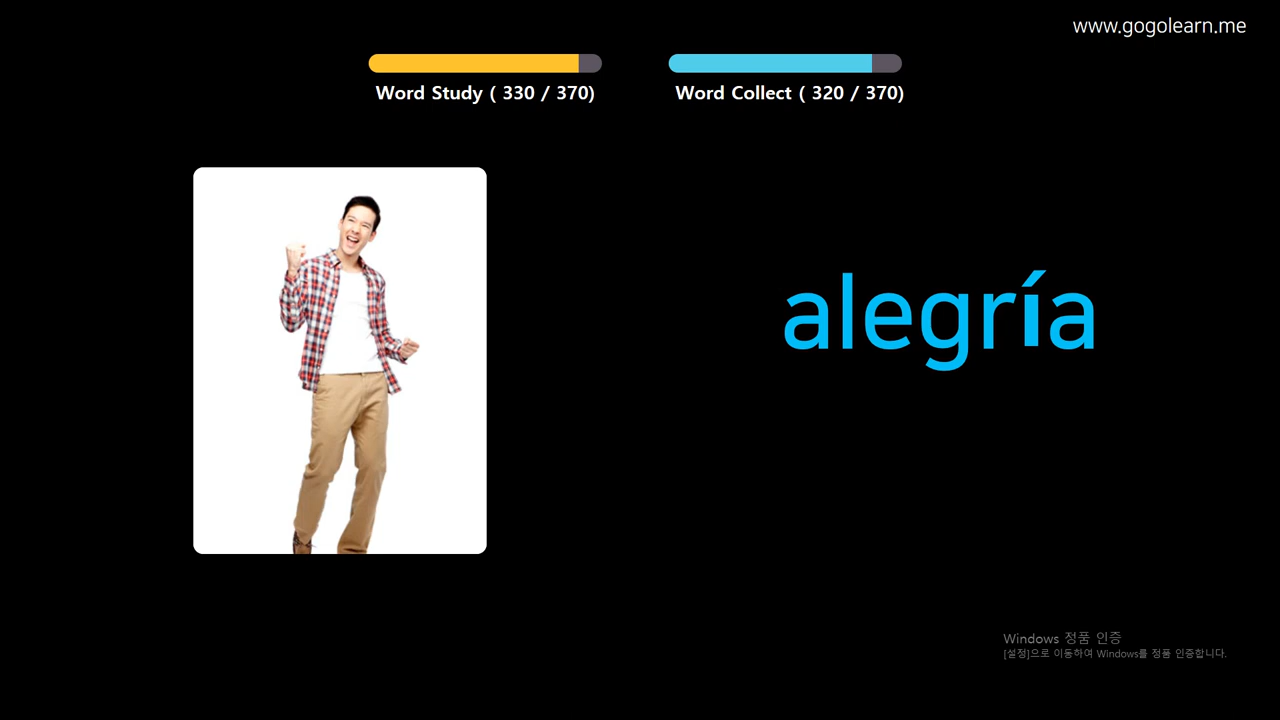 www.gogolearn.me
Word Study ( 330 / 370)
Word Collect ( 320 / 370)
alegría
Windows 정품 인증
[설정]으로 이동하여 Windows를 정품 인증합니다.